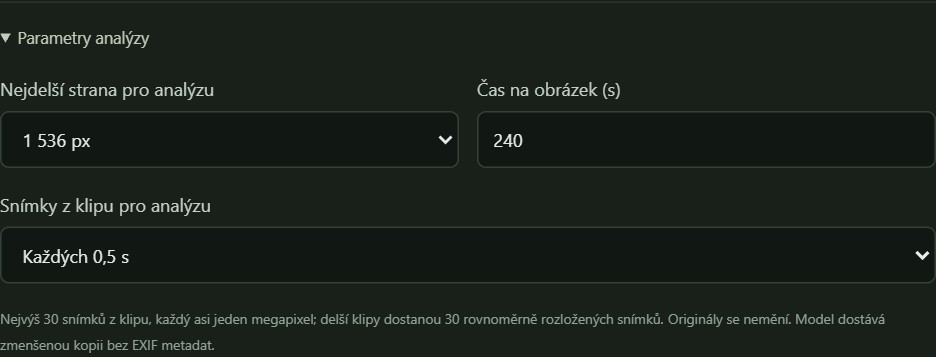 ▼ Parametry analýzy
Nejdelší strana pro analýzu
Čas na obrázek (s)
1 536 px
240
Snímky z klipu pro analýzu
Každých 0,5 s
Nejvýš 30 snímků z klipu, každý asi jeden megapixel; delší klipy dostanou 30 rovnoměrně rozložených snímků. Originály se nemění. Model dostává
zmenšenou kopii bez EXIF metadat.